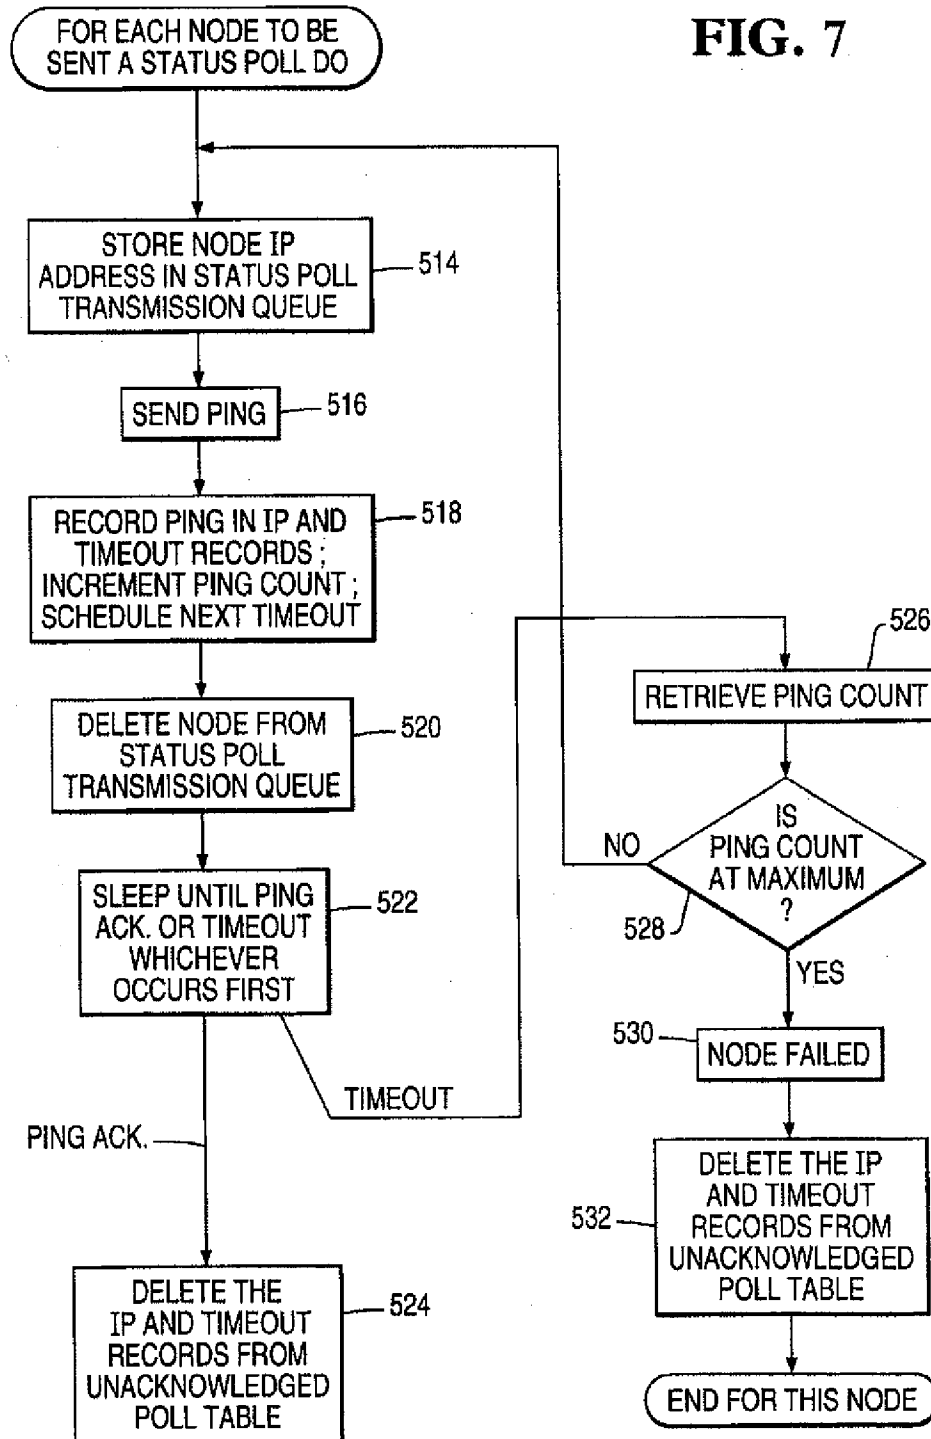 FIG. 7
FOR EACH NODE TO BE
SENT A STATUS POLL DO
STORE NODE IP
ADDRESS IN STATUS POLL
TRANSMISSION QUEUE
514
SEND PING
516
RECORD PING IN IP AND
TIMEOUT RECORDS ;
INCREMENT PING COUNT ;
SCHEDULE NEXT TIMEOUT
518
DELETE NODE FROM
STATUS POLL
TRANSMISSION QUEUE
520
SLEEP UNTIL PING
ACK. OR TIMEOUT
WHICHEVER
OCCURS FIRST
522
TIMEOUT
PING ACK.
DELETE THE
IP AND TIMEOUT
RECORDS FROM
UNACKNOWLEDGED
POLL TABLE
524
526
RETRIEVE PING COUNT
IS
PING COUNT
AT MAXIMUM
?
528
NO
YES
530
NODE FAILED
532
DELETE THE IP
AND TIMEOUT
RECORDS FROM
UNACKNOWLEDGED
POLL TABLE
END FOR THIS NODE